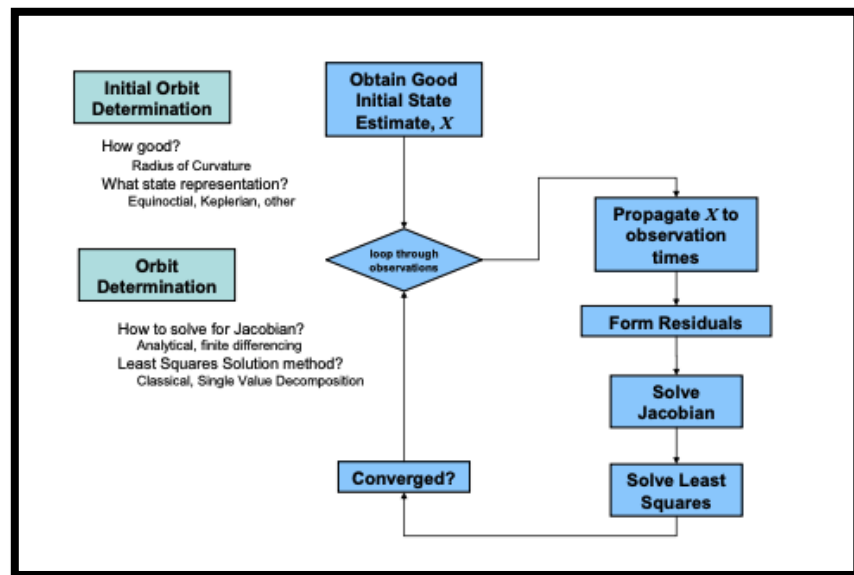 Initial Orbit
Determination
How good?
Radius of Curvature
What state representation?
Equinoctial, Keplerian, other
Orbit
Determination
How to solve for Jacobian?
Analytical, finite differencing
Least Squares Solution method?
Classical, Single Value Decomposition
Obtain Good
Initial State
Estimate, X
loop through
observations
Propagate X to
observation
times
Form Residuals
Solve
Jacobian
Solve Least
Squares
Converged?